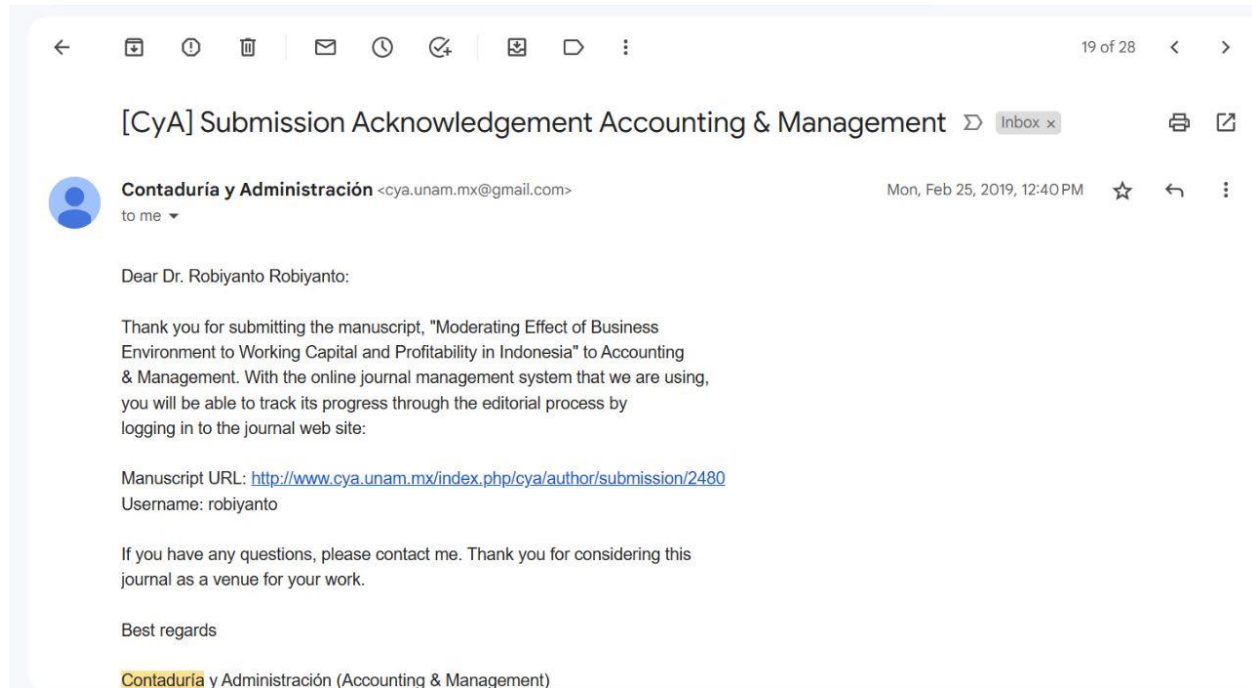 19 of 28
[CyA] Submission Acknowledgement Accounting & Management Inbox x
Contaduría y Administración <cya.unam.mx@gmail.com> Mon, Feb 25, 2019, 12:40 PM
to me
Dear Dr. Robiyanto Robiyanto:
Thank you for submitting the manuscript, "Moderating Effect of Business
Environment to Working Capital and Profitability in Indonesia" to Accounting
& Management. With the online journal management system that we are using,
you will be able to track its progress through the editorial process by
logging in to the journal web site:
Manuscript URL: http://www.cya.unam.mx/index.php/cya/author/submission/2480
Username: robiyanto
If you have any questions, please contact me. Thank you for considering this
journal as a venue for your work.
Best regards
Contaduría y Administración (Accounting & Management)